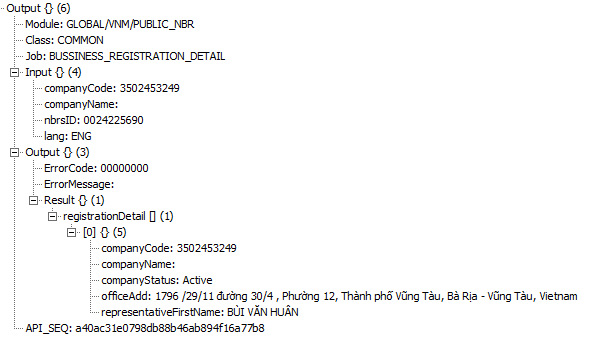 Output {} (6)
Module: GLOBAL/VNM/PUBLIC_NBR
Class: COMMON
Job: BUSSINESS_REGISTRATION_DETAIL
Input {} (4)
companyCode: 3502453249
companyName:
nbrsID: 0024225690
lang: ENG
Output {} (3)
ErrorCode: 00000000
ErrorMessage:
Result {} (1)
registrationDetail [] (1)
[0] {} (5)
companyCode: 3502453249
companyName:
companyStatus: Active
officeAdd: 1796 /29/11 đường 30/4 , Phường 12, Thành phố Vũng Tàu, Bà Rịa - Vũng Tàu, Vietnam
representativeFirstName: BÙI VĂN HUÂN
API_SEQ: a40ac31e0798db88b46ab894f16a77b8